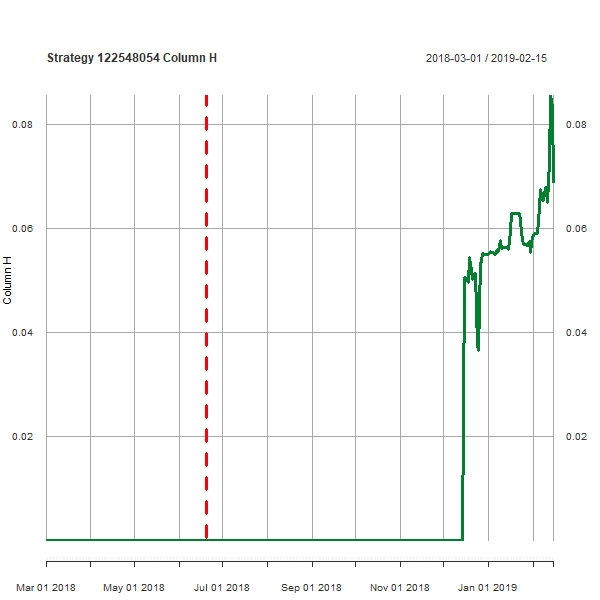 Strategy 122548054 Column H
2018-03-01 / 2019-02-15
0.08
0.08
0.06
0.06
Column H
0.04
0.04
0.02
0.02
Mar 01 2018
May 01 2018
Jul 01 2018
Sep 01 2018
Nov 01 2018
Jan 01 2019